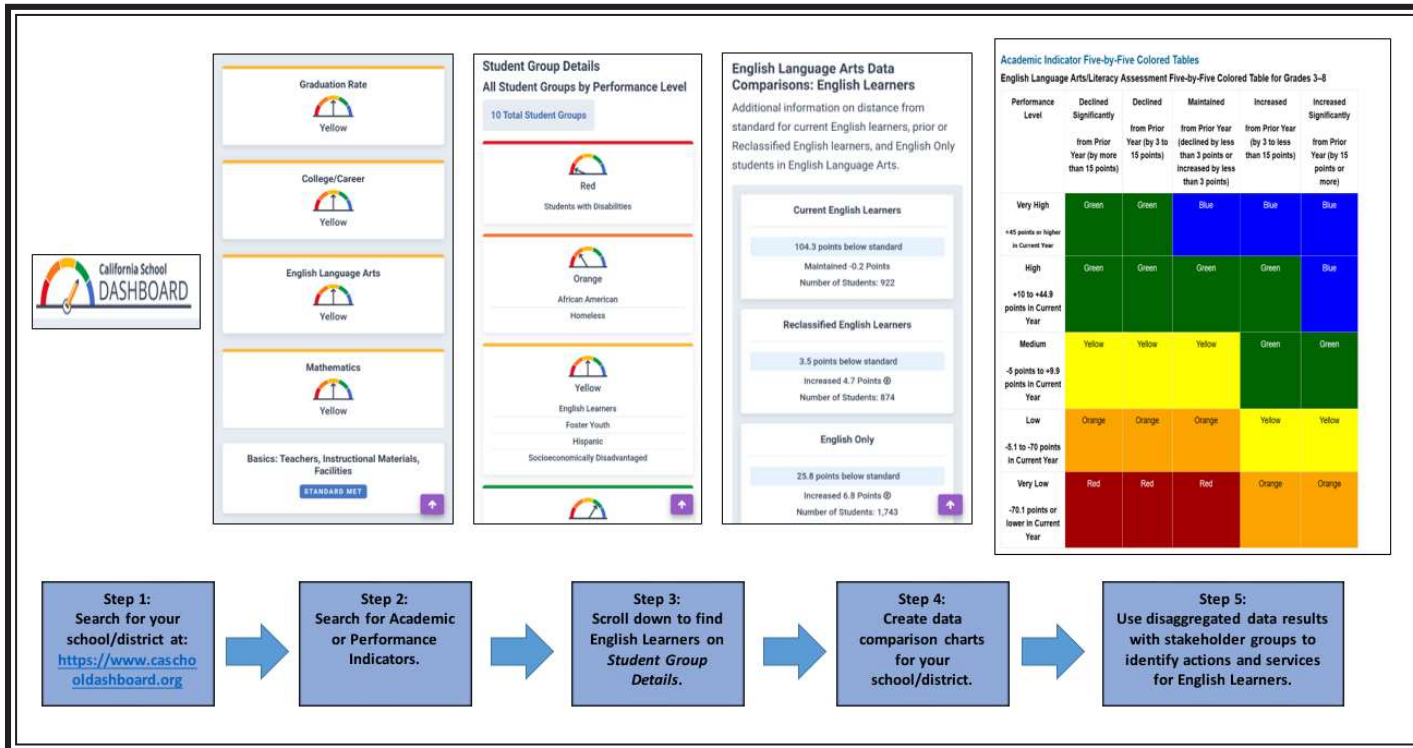 California School
DASHBOARD
Graduation Rate
Yellow
College/Career
Yellow
English Language Arts
Yellow
Mathematics
Yellow
Basics: Teachers, Instructional Materials,
Facilities
STANDARD MET
Student Group Details
All Student Groups by Performance Level
10 Total Student Groups
Red
Students with Disabilities
Orange
African American
Homeless
Yellow
English Learners
Foster Youth
Hispanic
Socioeconomically Disadvantaged
English Language Arts Data
Comparisons: English Learners
Additional information on distance from
standard for current English learners, prior or
Reclassified English learners, and English Only
students in English Language Arts.
Current English Learners
104.3 points below standard
Maintained -0.2 Points
Number of Students: 922
Reclassified English Learners
3.5 points below standard
Increased 4.7 Points
Number of Students: 874
English Only
25.8 points below standard
Increased 6.8 Points
Number of Students: 1,743
Academic Indicator Five-by-Five Colored Tables
English Language Arts/Literacy Assessment Five-by-Five Colored Table for Grades 3–8
Performance
Level
Declined
Significantly
from Prior
Year (by more
than 15 points)
Declined
from Prior
Year (by 3 to
15 points)
Maintained
from Prior Year
(declined by less
than 3 points or
increased by less
than 3 points)
Increased
from Prior Year
(by 3 to less
than 15 points)
Increased
Significantly
from Prior
Year (by 15
points or
more)
Very High
+45 points or higher
in Current Year
Green
Green
Blue
Blue
Blue
High
+10 to +44.9
points in Current
Year
Green
Green
Green
Green
Blue
Medium
-5 points to +9.9
points in Current
Year
Yellow
Yellow
Yellow
Green
Green
Low
-5.1 to -70 points
in Current Year
Orange
Orange
Orange
Yellow
Yellow
Very Low
-70.1 points or
lower in Current
Year
Red
Red
Red
Orange
Orange
Step 1:
Search for your
school/district at:
https://www.cascho
oldashboard.org
Step 2:
Search for Academic
or Performance
Indicators.
Step 3:
Scroll down to find
English Learners on
Student Group
Details.
Step 4:
Create data
comparison charts
for your
school/district.
Step 5:
Use disaggregated data results
with stakeholder groups to
identify actions and services
for English Learners.